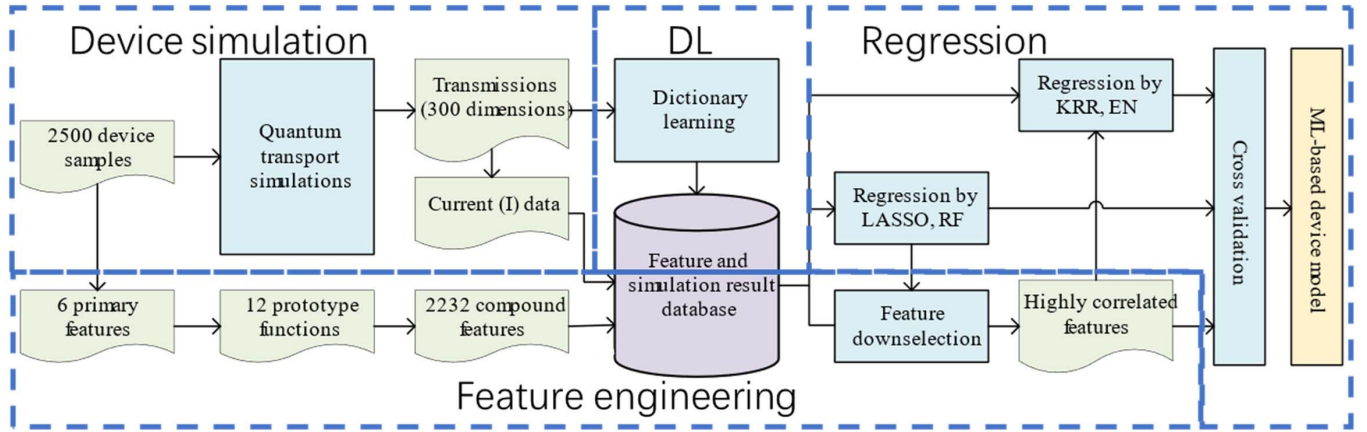 Device simulation
DL
Regression
2500 device
samples
Quantum
transport
simulations
Transmissions
(300 dimensions)
Current (I) data
Dictionary
learning
Feature and
simulation result
database
Regression by
KRR, EN
Regression by
LASSO, RF
Cross validation
ML-based device model
6 primary
features
12 prototype
functions
2232 compound
features
Feature
downselection
Highly correlated
features
Feature engineering